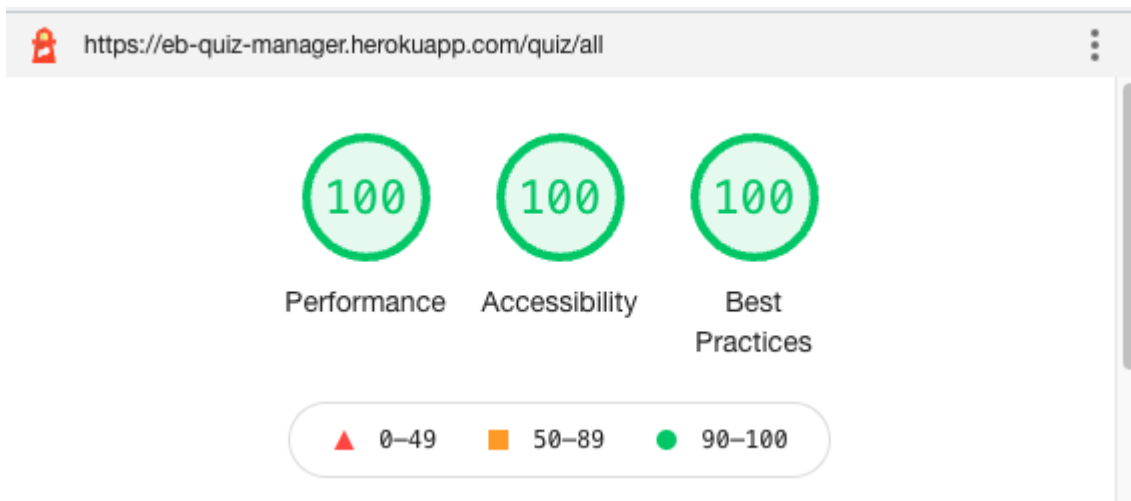 https://eb-quiz-manager.herokuapp.com/quiz/all
100 100 100
Performance Accessibility Best
Practices
0–49 50–89 90–100